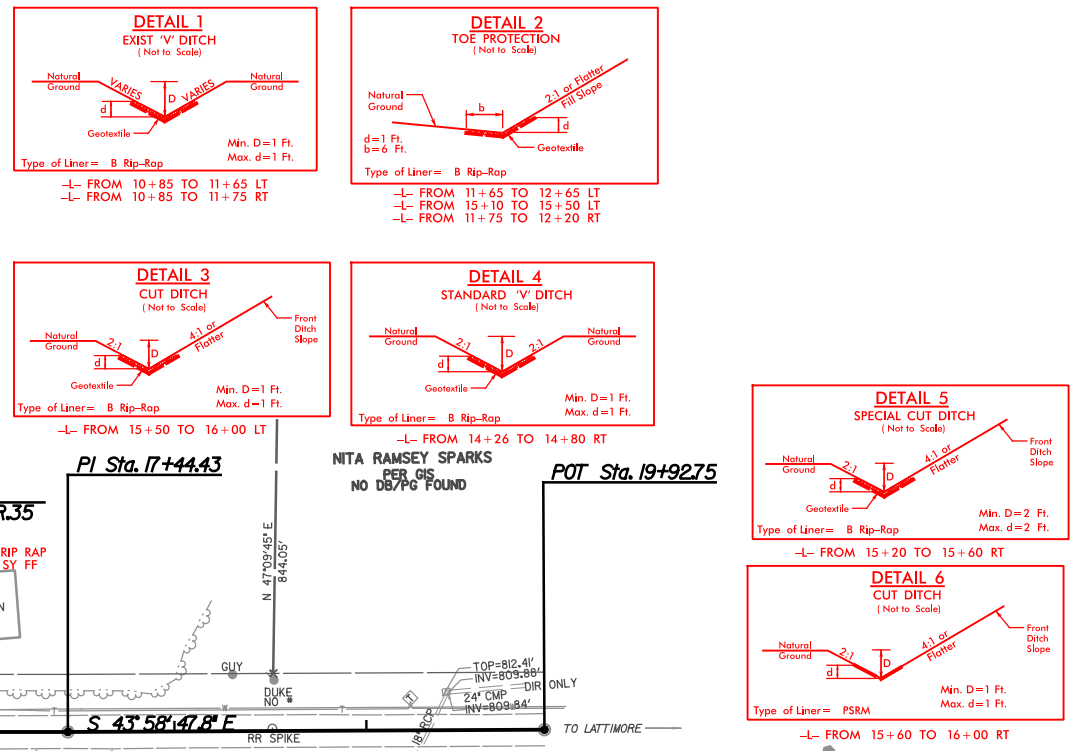 DETAIL 1
EXIST 'V' DITCH
( Not to Scale)
Natural
Ground
VARIES
D
VARIES
Natural
Ground
d
Geotextile
Min. D=1 Ft.
Max. d=1 Ft.
Type of Liner= B Rip-Rap
-L- FROM 10+85 TO 11+65 LT
-L- FROM 10+85 TO 11+75 RT
DETAIL 2
TOE PROTECTION
( Not to Scale)
Natural
Ground
b
2:1 or Flatter
Fill Slope
d
d=1 Ft.
b=6 Ft.
Geotextile
Type of Liner= B Rip-Rap
-L- FROM 11+65 TO 12+65 LT
-L- FROM 15+10 TO 15+50 LT
-L- FROM 11+75 TO 12+20 RT
DETAIL 3
CUT DITCH
( Not to Scale)
Natural
Ground
2:1
D
4:1 or
Flatter
Front
Ditch
Slope
d
Geotextile
Min. D=1 Ft.
Max. d=1 Ft.
Type of Liner= B Rip-Rap
-L- FROM 15+50 TO 16+00 LT
DETAIL 4
STANDARD 'V' DITCH
( Not to Scale)
Natural
Ground
2:1
D
2:1
Natural
Ground
d
Geotextile
Min. D=1 Ft.
Max. d=1 Ft.
Type of Liner= B Rip-Rap
-L- FROM 14+26 TO 14+80 RT
DETAIL 5
SPECIAL CUT DITCH
( Not to Scale)
Natural
Ground
2:1
D
4:1 or
Flatter
Front
Ditch
Slope
d
Geotextile
Min. D=2 Ft.
Max. d=2 Ft.
Type of Liner= B Rip-Rap
-L- FROM 15+20 TO 15+60 RT
DETAIL 6
CUT DITCH
( Not to Scale)
Natural
Ground
2:1
D
4:1 or
Flatter
Front
Ditch
Slope
d
Min. D=1 Ft.
Max. d=1 Ft.
Type of Liner= PSRM
-L- FROM 15+60 TO 16+00 RT
PI Sta. 17+44.43
NITA RAMSEY SPARKS
PER GIS
NO DB/PG FOUND
POT Sta. 19+92.75
R.35
RIP RAP
SY FF
N
N 47°09'45" E
844.05'
GUY
DUKE
NO #
T
TOP=812.41'
INV=809.88'
DIR ONLY
24" CMP
INV=809.84'
18" RCP
S 43° 58' 47.8" E
RR SPIKE
TO LATTIMORE